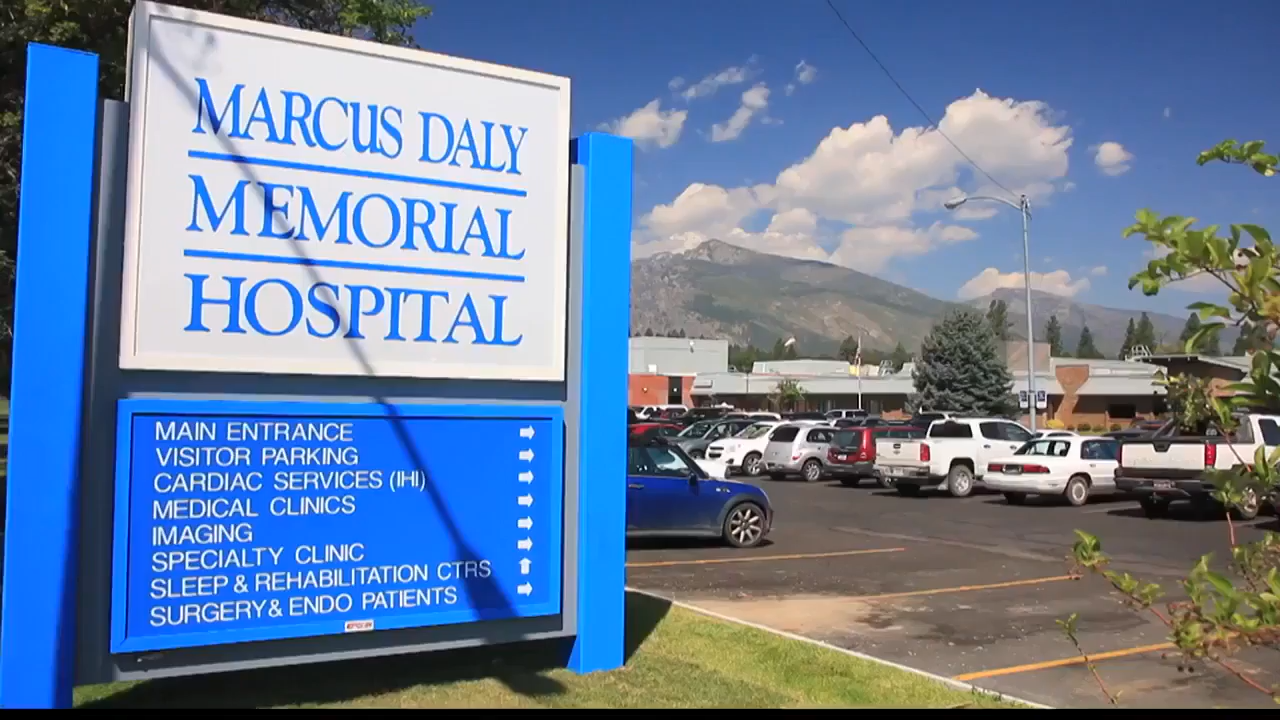 MARCUS DALY
MEMORIAL
HOSPITAL
MAIN ENTRANCE
VISITOR PARKING
CARDIAC SERVICES (IHI)
MEDICAL CLINICS
IMAGING
SPECIALTY CLINIC
SLEEP & REHABILITATION CTRS
SURGERY & ENDO PATIENTS